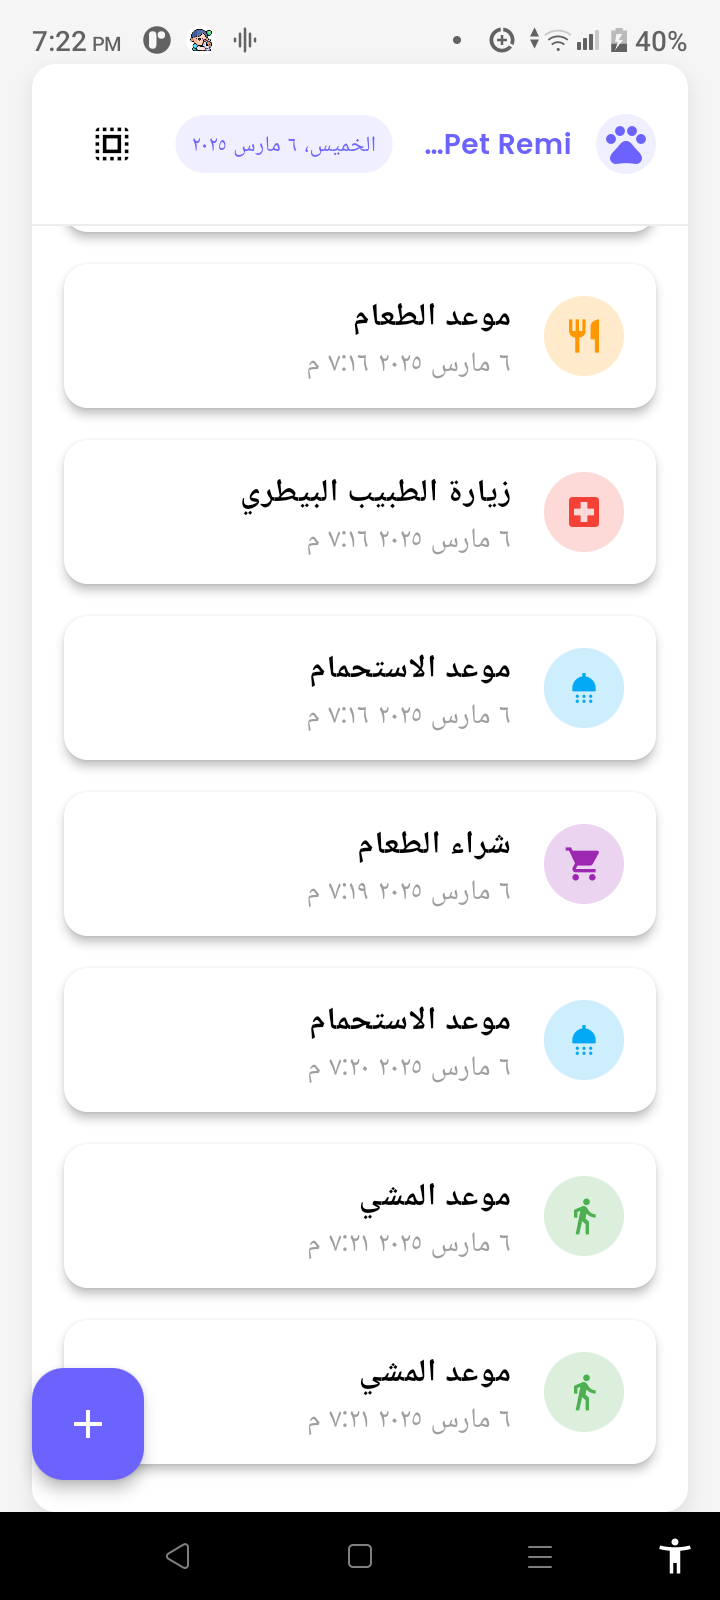 7:22 PM
40%
Pet Remi...
الخميس، ٦ مارس ٢٠٢٥
موعد الطعام
٦ مارس ٢٠٢٥ ٧:١٦ م
زيارة الطبيب البيطري
٦ مارس ٢٠٢٥ ٧:١٦ م
موعد الاستحمام
٦ مارس ٢٠٢٥ ٧:١٦ م
شراء الطعام
٦ مارس ٢٠٢٥ ٧:١٩ م
موعد الاستحمام
٦ مارس ٢٠٢٥ ٧:٢٠ م
موعد المشي
٦ مارس ٢٠٢٥ ٧:٢١ م
موعد المشي
٦ مارس ٢٠٢٥ ٧:٢١ م